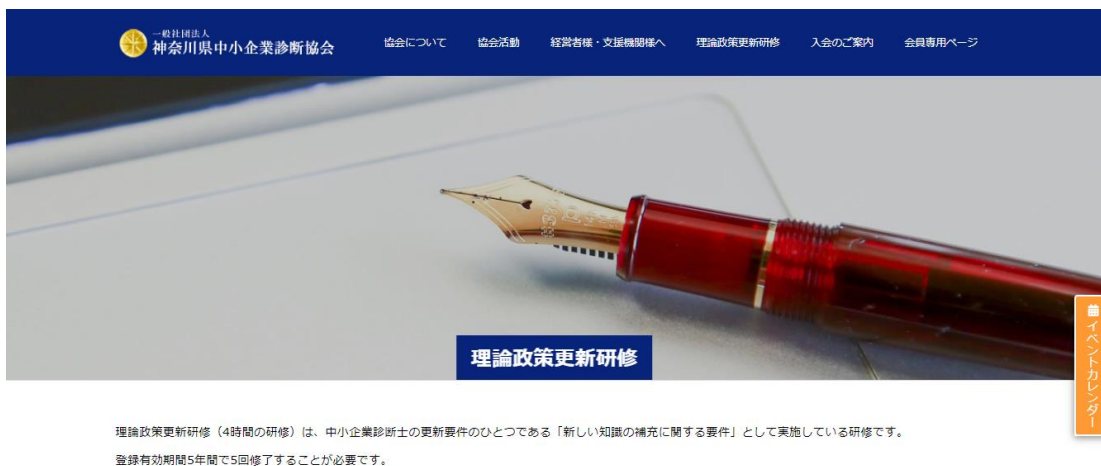 一般社団法人
神奈川県中小企業診断協会
協会について
協会活動
経営者様・支援機関様へ
理論政策更新研修
入会のご案内
会員専用ページ
イベントカレンダー
理論政策更新研修
理論政策更新研修（4時間の研修）は、中小企業診断士の更新要件のひとつである「新しい知識の補充に関する要件」として実施している研修です。
登録有効期間5年間で5回修了することが必要です。